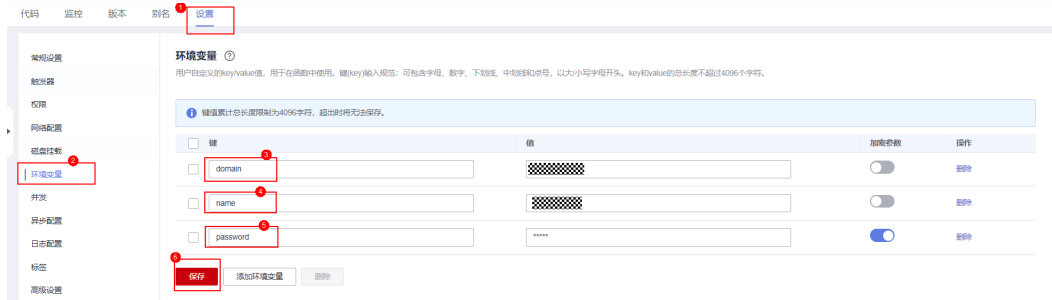 代码 监控 版本 别名 1 设置
常规设置
触发器
权限
网络配置
磁盘挂载
2
环境变量
并发
异步配置
日志配置
标签
高级设置
环境变量 ?
用户自定义的key/value值，用于在函数中使用。键(key)输入规范：可包含字母、数字、下划线、中划线和点号，以大/小写字母开头。key和value的总长度不超过4096个字符。
键值累计总长度限制为4096字符，超出时将无法保存。
键 值 加密参数 操作
3
domain 删除
4
name 删除
5
password ***** 删除
6
保存 添加环境变量 删除